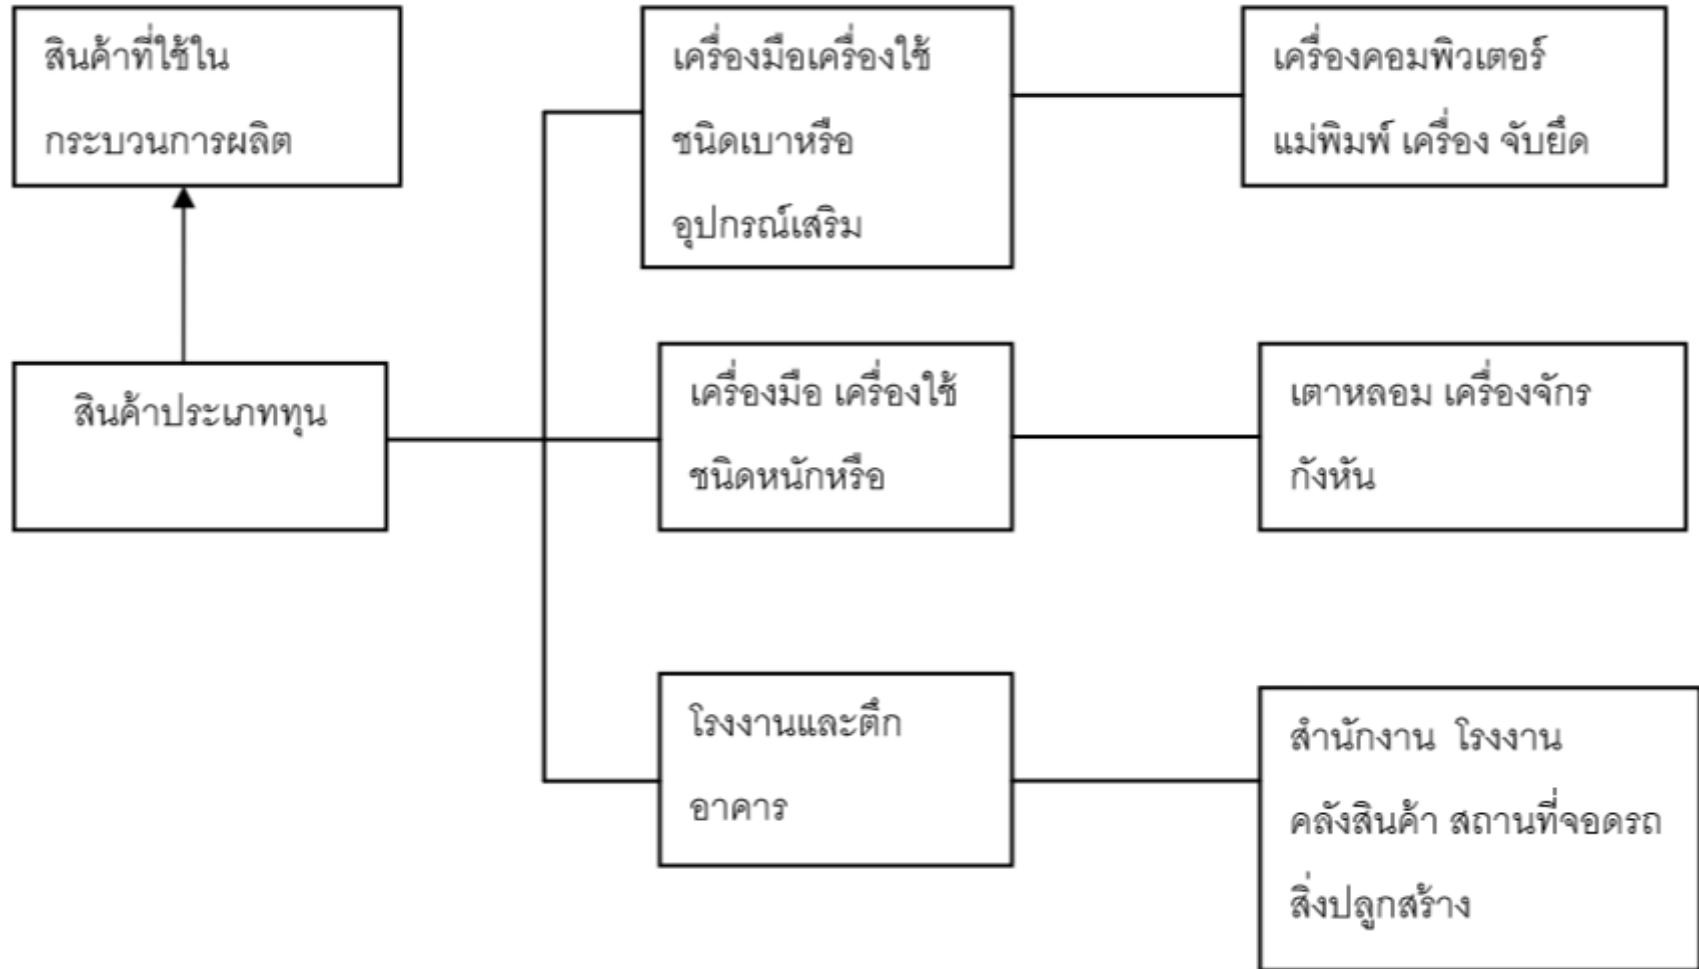 สินค้าที่ใช้ใน
กระบวนการผลิต
เครื่องมือเครื่องใช้
ชนิดเบาหรือ
อุปกรณ์เสริม
เครื่องคอมพิวเตอร์
แม่พิมพ์ เครื่อง จับยึด
สินค้าประเภททุน
เครื่องมือ เครื่องใช้
ชนิดหนักหรือ
เตาหลอม เครื่องจักร
กังหัน
โรงงานและตึก
อาคาร
สำนักงาน โรงงาน
คลังสินค้า สถานที่จอดรถ
สิ่งปลูกสร้าง